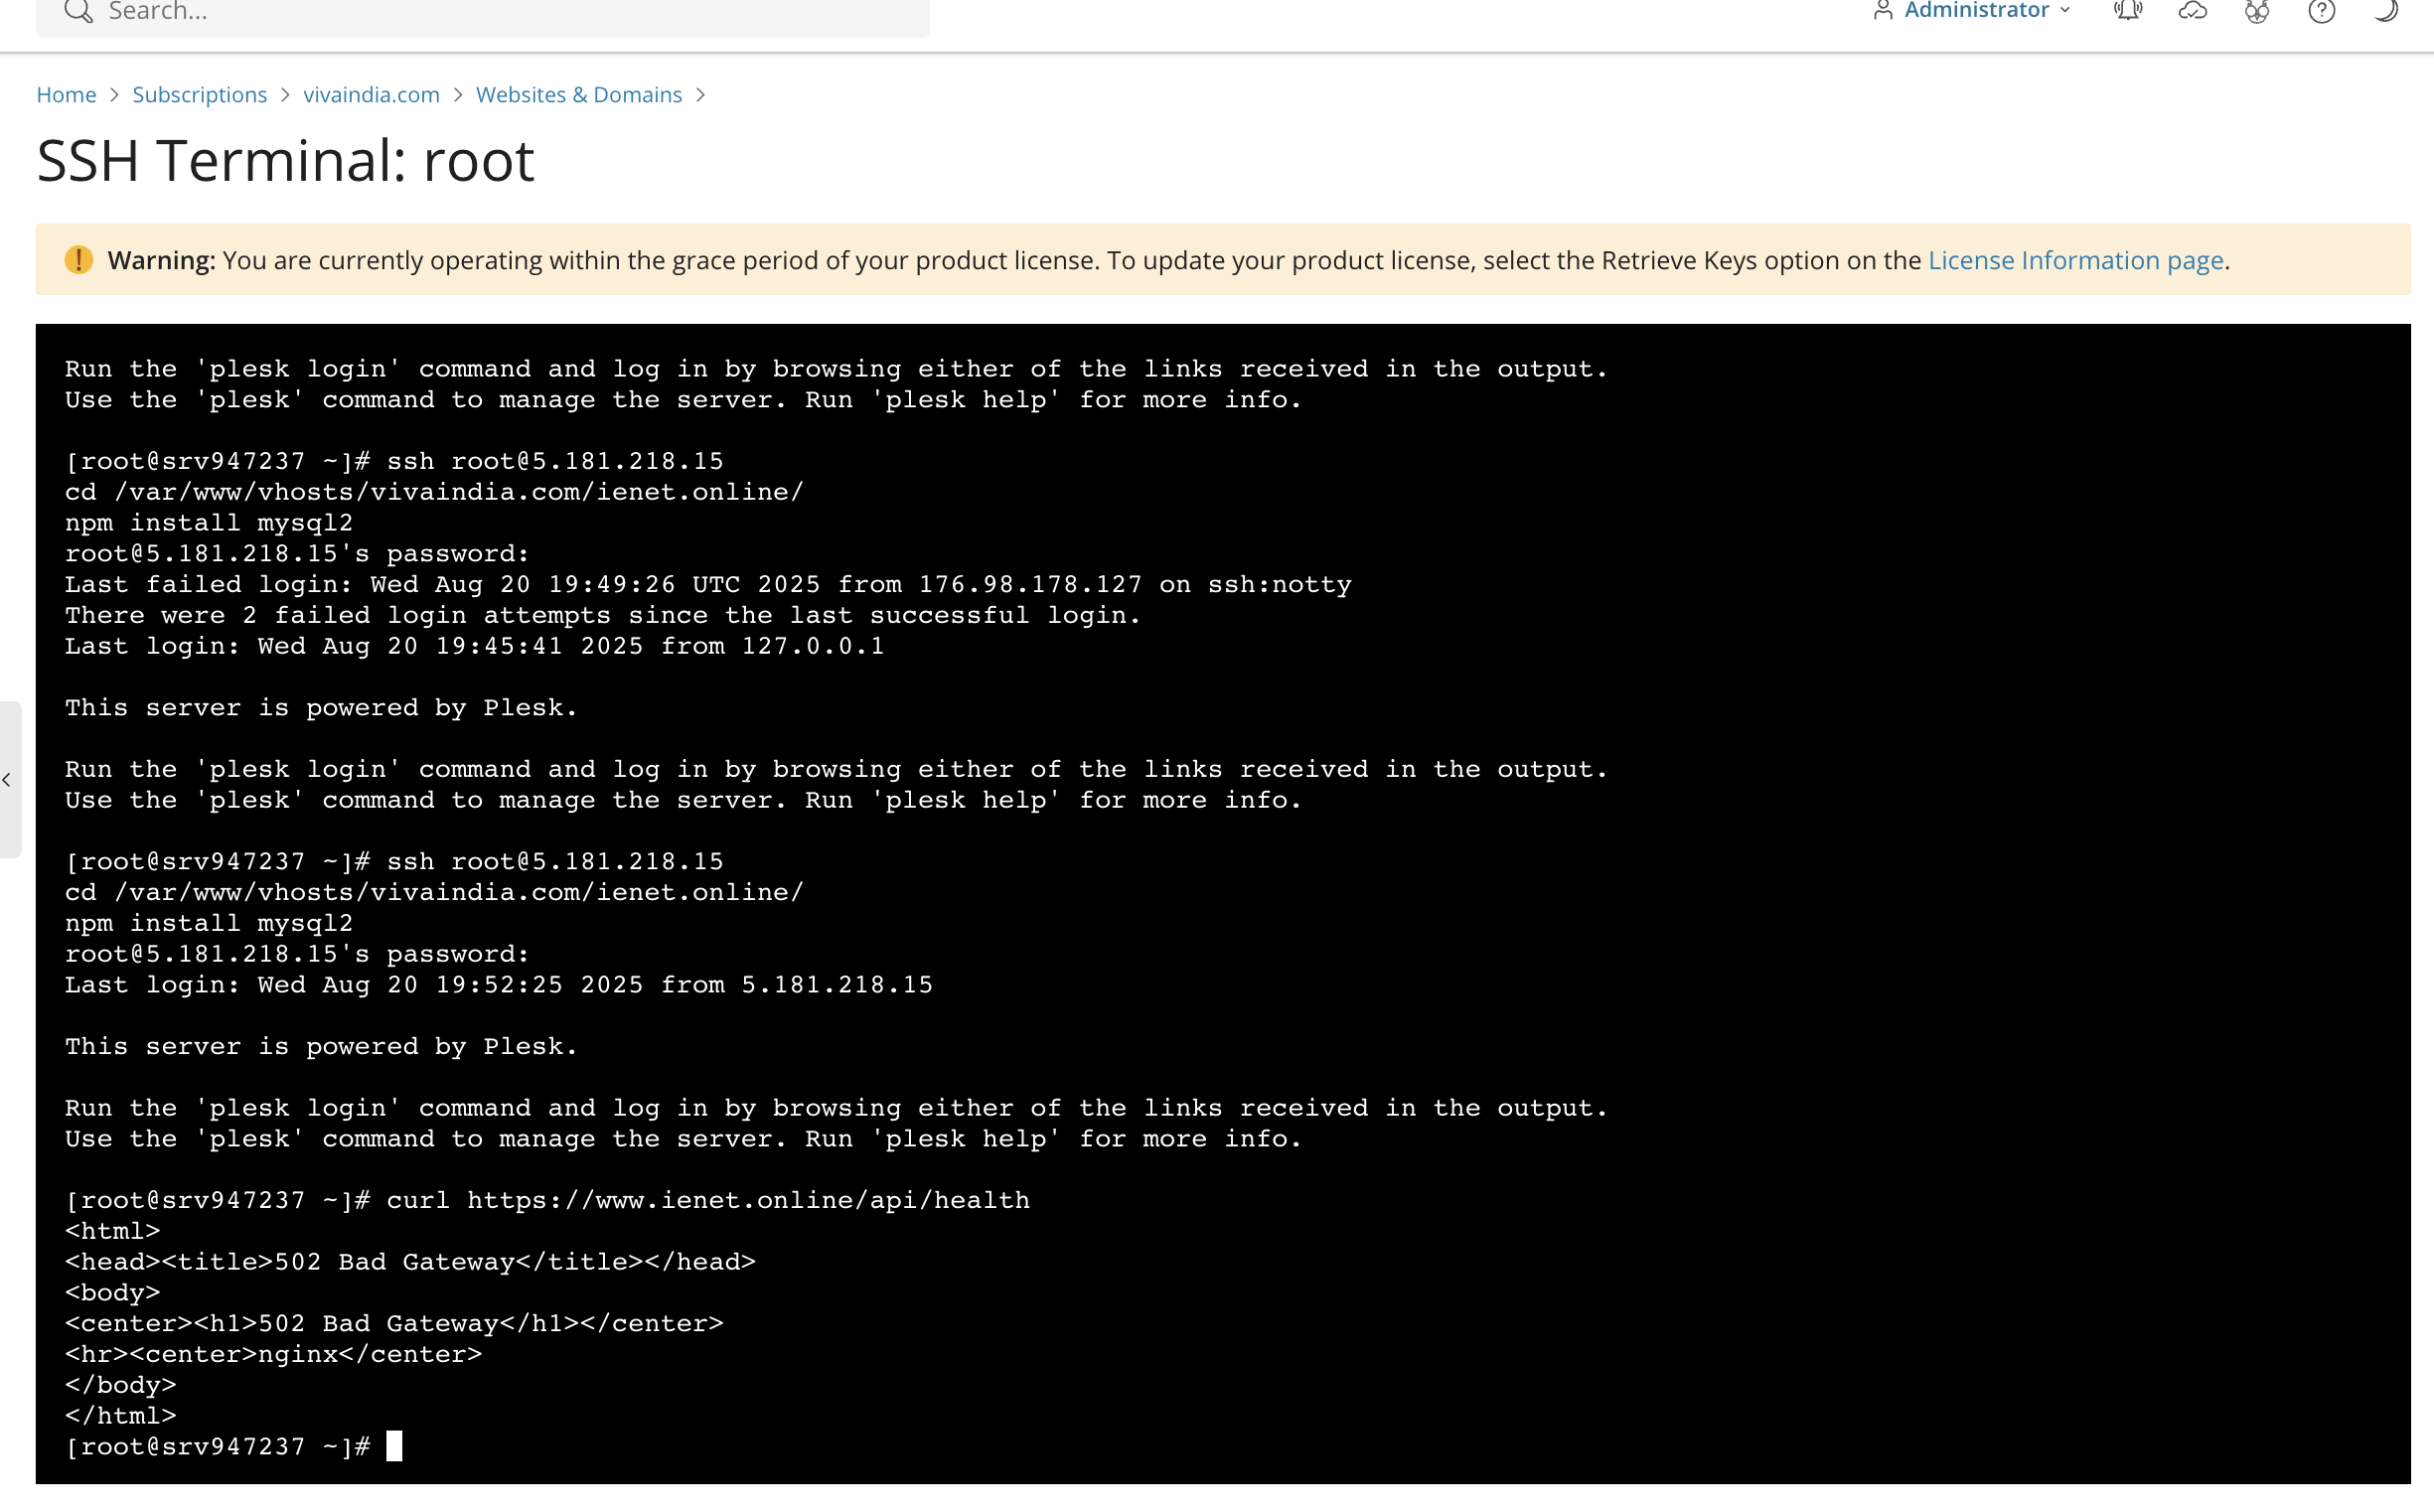 Search...
Administrator
Home > Subscriptions > vivaindia.com > Websites & Domains >
SSH Terminal: root
Warning: You are currently operating within the grace period of your product license. To update your product license, select the Retrieve Keys option on the License Information page.
Run the 'plesk login' command and log in by browsing either of the links received in the output.
Use the 'plesk' command to manage the server. Run 'plesk help' for more info.
[root@srv947237 ~]# ssh root@5.181.218.15
cd /var/www/vhosts/vivaindia.com/ienet.online/
npm install mysql2
root@5.181.218.15's password:
Last failed login: Wed Aug 20 19:49:26 UTC 2025 from 176.98.178.127 on ssh:notty
There were 2 failed login attempts since the last successful login.
Last login: Wed Aug 20 19:45:41 2025 from 127.0.0.1
This server is powered by Plesk.
Run the 'plesk login' command and log in by browsing either of the links received in the output.
Use the 'plesk' command to manage the server. Run 'plesk help' for more info.
[root@srv947237 ~]# ssh root@5.181.218.15
cd /var/www/vhosts/vivaindia.com/ienet.online/
npm install mysql2
root@5.181.218.15's password:
Last login: Wed Aug 20 19:52:25 2025 from 5.181.218.15
This server is powered by Plesk.
Run the 'plesk login' command and log in by browsing either of the links received in the output.
Use the 'plesk' command to manage the server. Run 'plesk help' for more info.
[root@srv947237 ~]# curl https://www.ienet.online/api/health
<html>
<head><title>502 Bad Gateway</title></head>
<body>
<center><h1>502 Bad Gateway</h1></center>
<hr><center>nginx</center>
</body>
</html>
[root@srv947237 ~]#